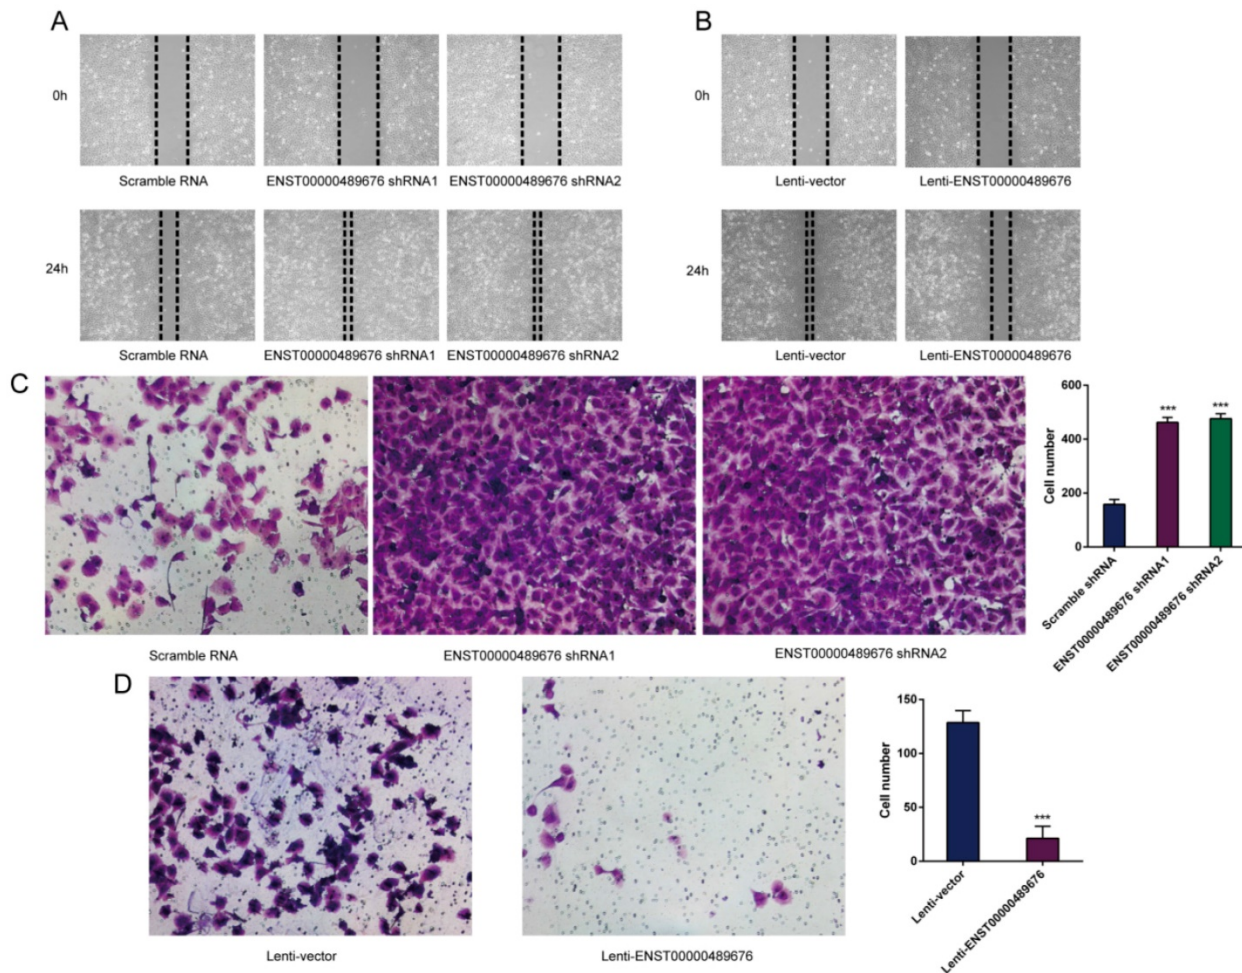 A
B
0h
0h
Scramble RNA
ENST00000489676 shRNA1
ENST00000489676 shRNA2
Lenti-vector
Lenti-ENST00000489676
24h
24h
Scramble RNA
ENST00000489676 shRNA1
ENST00000489676 shRNA2
Lenti-vector
Lenti-ENST00000489676
C
Scramble RNA
ENST00000489676 shRNA1
ENST00000489676 shRNA2
600
400
200
0
Cell number
***
***
Scramble shRNA
ENST00000489676 shRNA1
ENST00000489676 shRNA2
D
Lenti-vector
Lenti-ENST00000489676
150
100
50
0
Cell number
***
Lenti-vector
Lenti-ENST00000489676